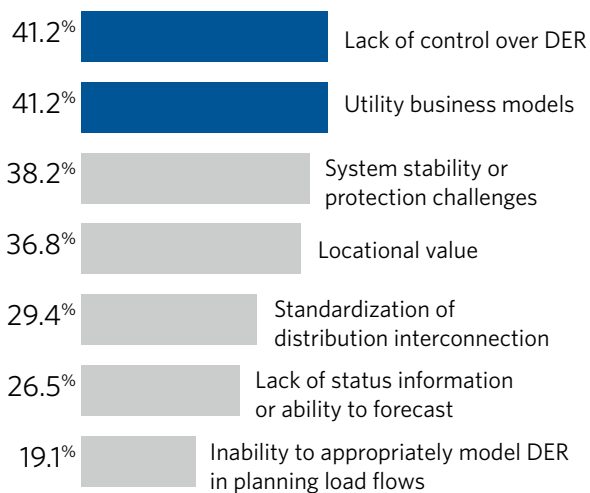 41.2%
Lack of control over DER
41.2%
Utility business models
38.2%
System stability or
protection challenges
36.8%
Locational value
29.4%
Standardization of
distribution interconnection
26.5%
Lack of status information
or ability to forecast
19.1%
Inability to appropriately model DER
in planning load flows